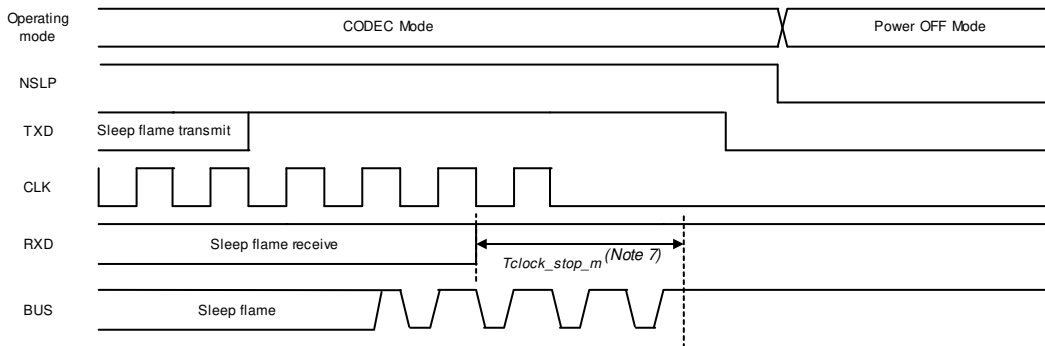 Operating
mode
CODEC Mode
Power OFF Mode
NSLP
TXD
Sleep flame transmit
CLK
RXD
Sleep flame receive
Tclock_stop_m (Note 7)
BUS
Sleep flame